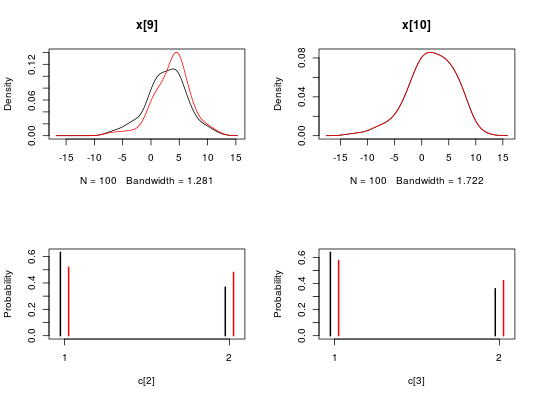 x[9]
x[10]
Density
0.00 0.06 0.12
-15 -10 -5 0 5 10 15
N = 100 Bandwidth = 1.281
Density
0.00 0.04 0.08
-15 -10 -5 0 5 10 15
N = 100 Bandwidth = 1.722
Probability
0.0 0.2 0.4 0.6
1 2
c[2]
Probability
0.0 0.2 0.4 0.6
1 2
c[3]